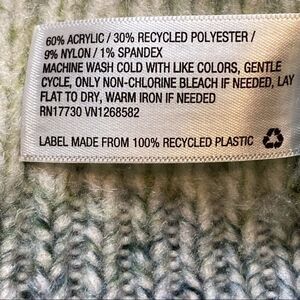 60% ACRYLIC / 30% RECYCLED POLYESTER /
9% NYLON / 1% SPANDEX
MACHINE WASH COLD WITH LIKE COLORS, GENTLE
CYCLE, ONLY NON-CHLORINE BLEACH IF NEEDED, LAY
FLAT TO DRY, WARM IRON IF NEEDED
RN17730 VN1268582
LABEL MADE FROM 100% RECYCLED PLASTIC